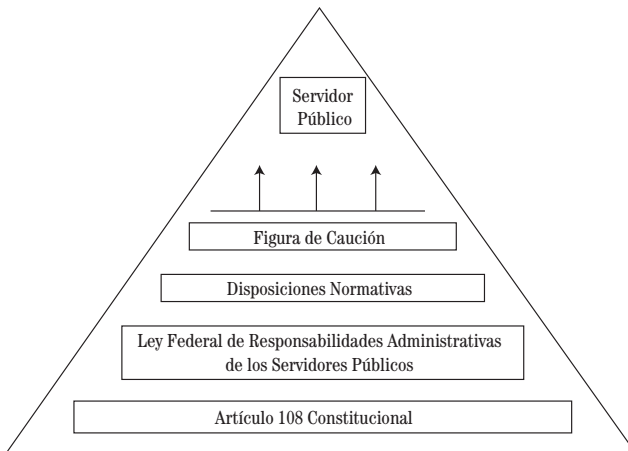 Servidor
Público
Figura de Caución
Disposiciones Normativas
Ley Federal de Responsabilidades Administrativas
de los Servidores Públicos
Artículo 108 Constitucional